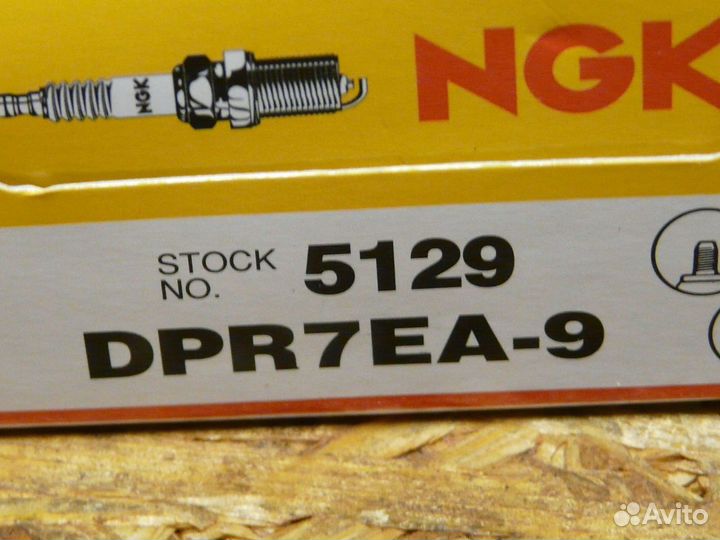 NGK
NGK
STOCK NO. 5129
DPR7EA-9
Avito